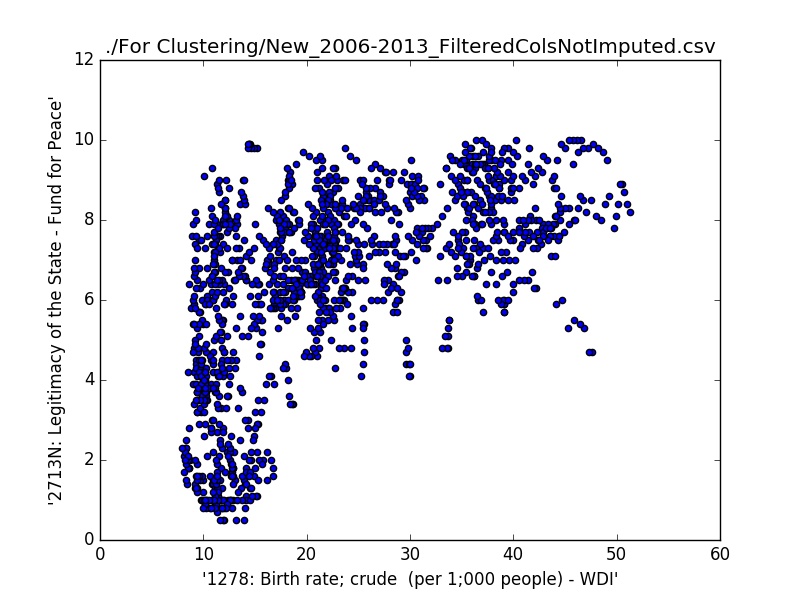 ./For Clustering/New_2006-2013_FilteredColsNotImputed.csv
12
10
8
6
4
2
0
'2713N: Legitimacy of the State - Fund for Peace'
0 10 20 30 40 50 60
'1278: Birth rate; crude  (per 1;000 people) - WDI'